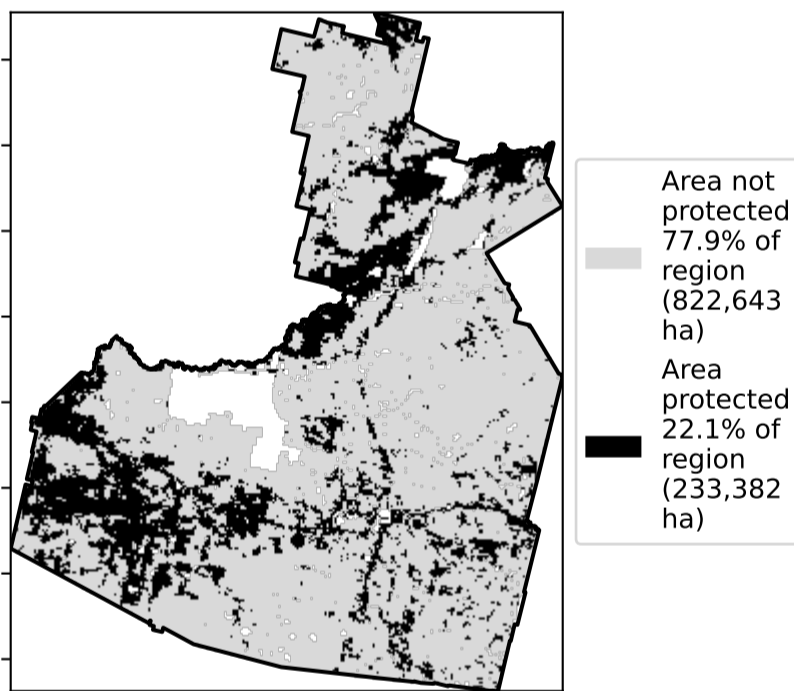 Area not
protected
77.9% of
region
(822,643
ha)
Area
protected
22.1% of
region
(233,382
ha)